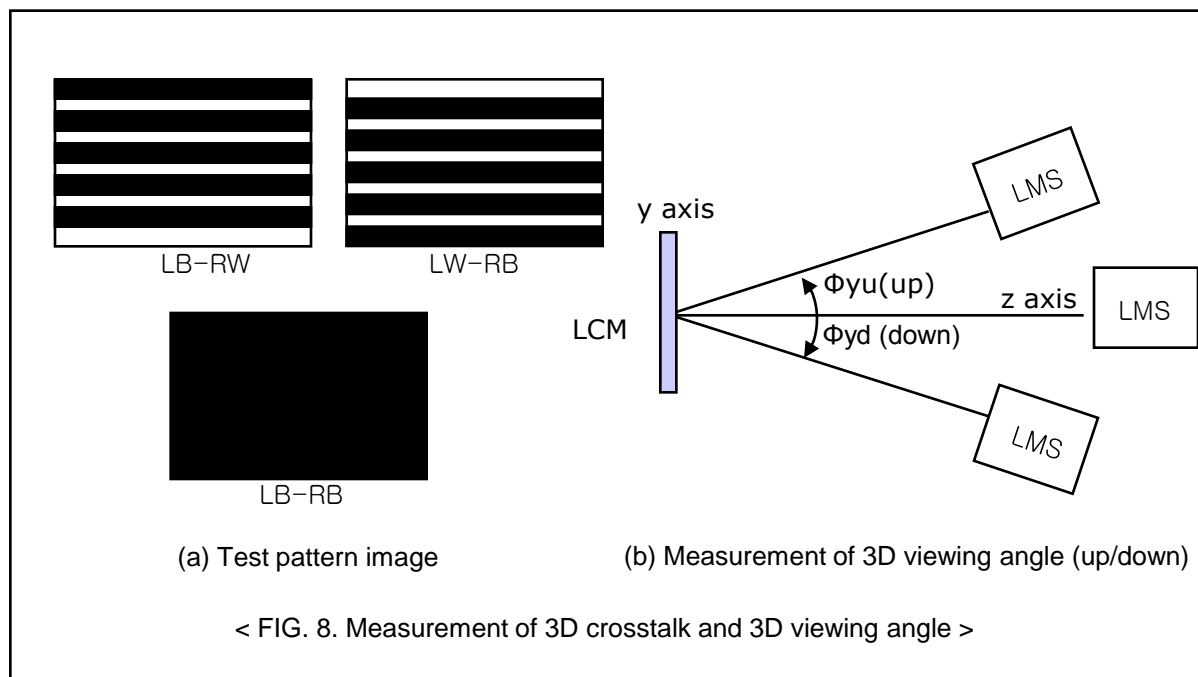 LB-RW
LW-RB
LB-RB
(a) Test pattern image
y axis
LCM
Φyu(up)
Φyd (down)
z axis
LMS
LMS
LMS
(b) Measurement of 3D viewing angle (up/down)
< FIG. 8. Measurement of 3D crosstalk and 3D viewing angle >